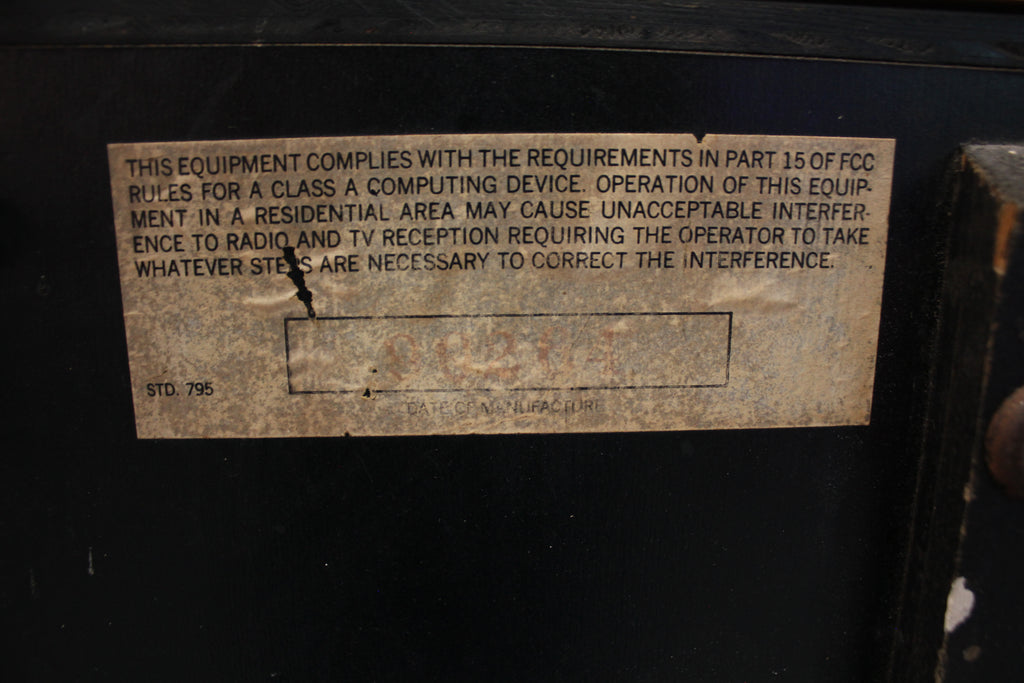 THIS EQUIPMENT COMPLIES WITH THE REQUIREMENTS IN PART 15 OF FCC
RULES FOR A CLASS A COMPUTING DEVICE. OPERATION OF THIS EQUIP-
MENT IN A RESIDENTIAL AREA MAY CAUSE UNACCEPTABLE INTERFER-
ENCE TO RADIO AND TV RECEPTION REQUIRING THE OPERATOR TO TAKE
WHATEVER STEPS ARE NECESSARY TO CORRECT THE INTERFERENCE.
STD. 795
DATE OF MANUFACTURE